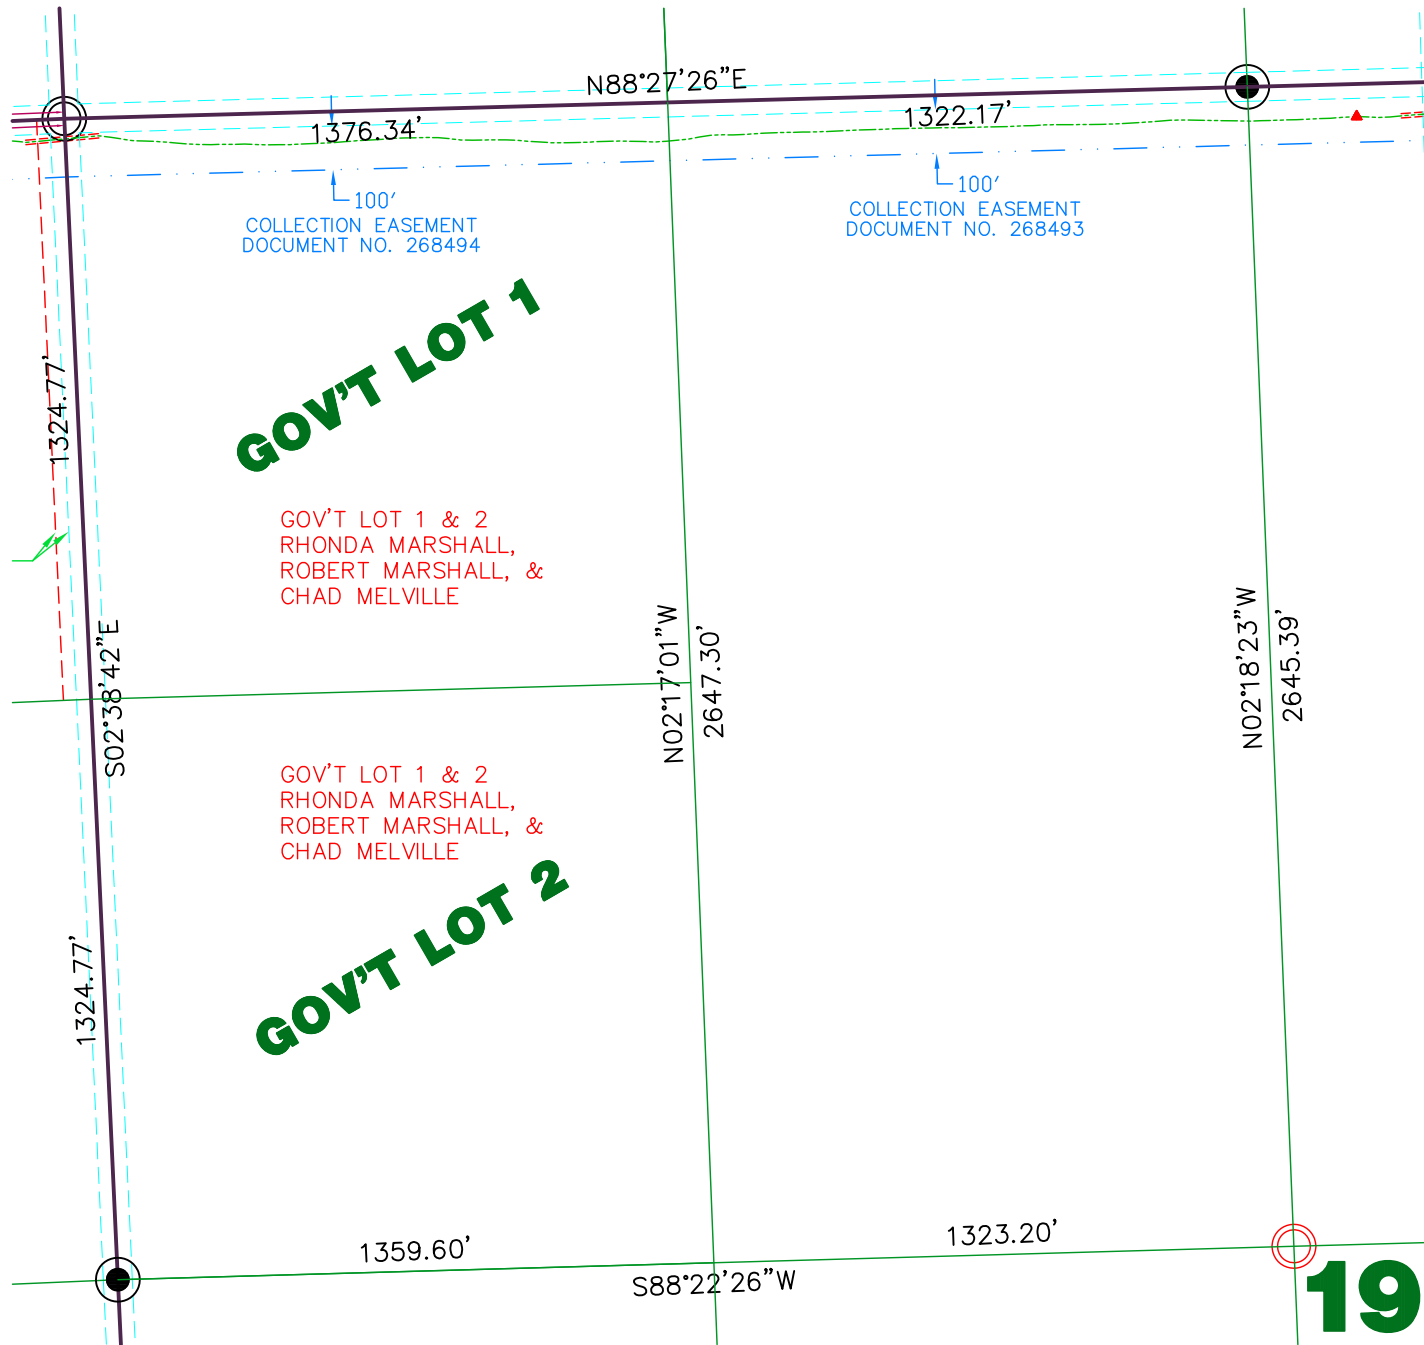 N88°27'26"E
1376.34'
1322.17'
100'
COLLECTION EASEMENT
DOCUMENT NO. 268494
100'
COLLECTION EASEMENT
DOCUMENT NO. 268493
GOV'T LOT 1
1324.77'
GOV'T LOT 1 & 2
RHONDA MARSHALL,
ROBERT MARSHALL, &
CHAD MELVILLE
S02°38'42"E
N02°17'01"W
2647.30'
N02°18'23"W
2645.39'
GOV'T LOT 1 & 2
RHONDA MARSHALL,
ROBERT MARSHALL, &
CHAD MELVILLE
GOV'T LOT 2
1324.77'
1359.60'
1323.20'
S88°22'26"W
19